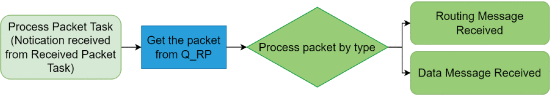 Process Packet Task
(Notication received
from Received Packet
Task)
Get the packet
from Q_RP
Process packet by type
Routing Message
Received
Data Message Received